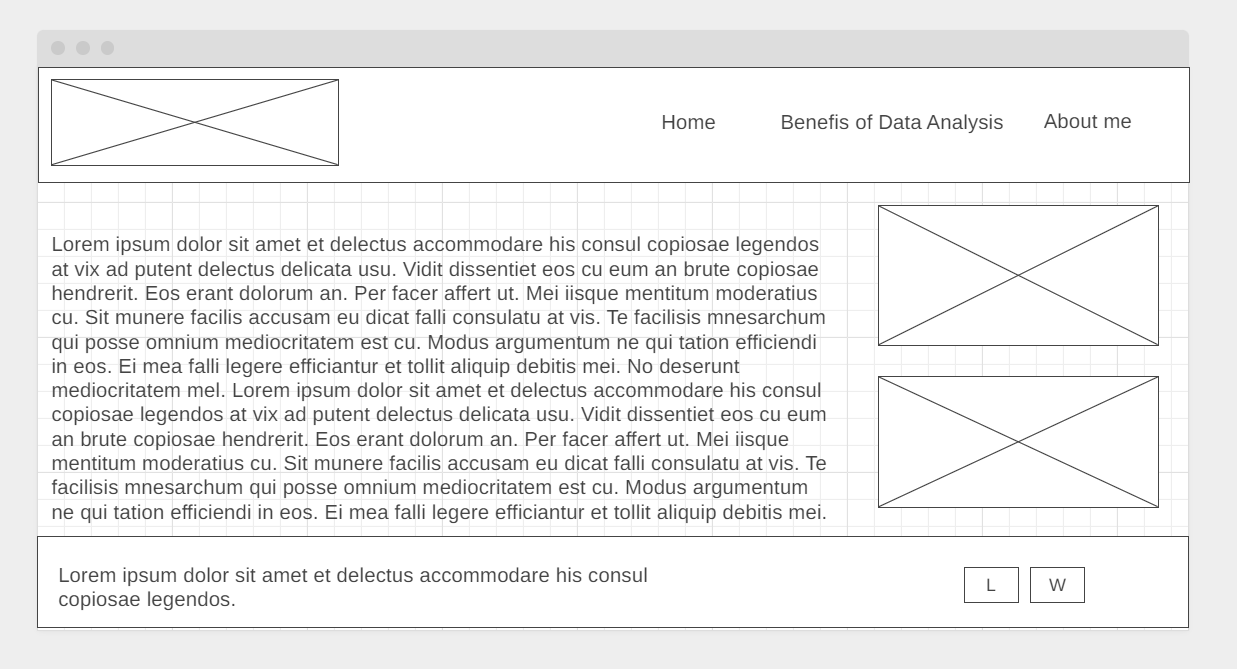 Home
Benefis of Data Analysis
About me
Lorem ipsum dolor sit amet et delectus accommodare his consul copiosae legendos
at vix ad putent delectus delicata usu. Vidit dissentiet eos cu eum an brute copiosae
hendrerit. Eos erant dolorum an. Per facer affert ut. Mei iisque mentitum moderatius
cu. Sit munere facilis accusam eu dicat falli consulatu at vis. Te facilisis mnesarchum
qui posse omnium mediocritatem est cu. Modus argumentum ne qui tation efficiendi
in eos. Ei mea falli legere efficiantur et tollit aliquip debitis mei. No deserunt
mediocritatem mel. Lorem ipsum dolor sit amet et delectus accommodare his consul
copiosae legendos at vix ad putent delectus delicata usu. Vidit dissentiet eos cu eum
an brute copiosae hendrerit. Eos erant dolorum an. Per facer affert ut. Mei iisque
mentitum moderatius cu. Sit munere facilis accusam eu dicat falli consulatu at vis. Te
facilisis mnesarchum qui posse omnium mediocritatem est cu. Modus argumentum
ne qui tation efficiendi in eos. Ei mea falli legere efficiantur et tollit aliquip debitis mei.
Lorem ipsum dolor sit amet et delectus accommodare his consul
copiosae legendos.
L
W